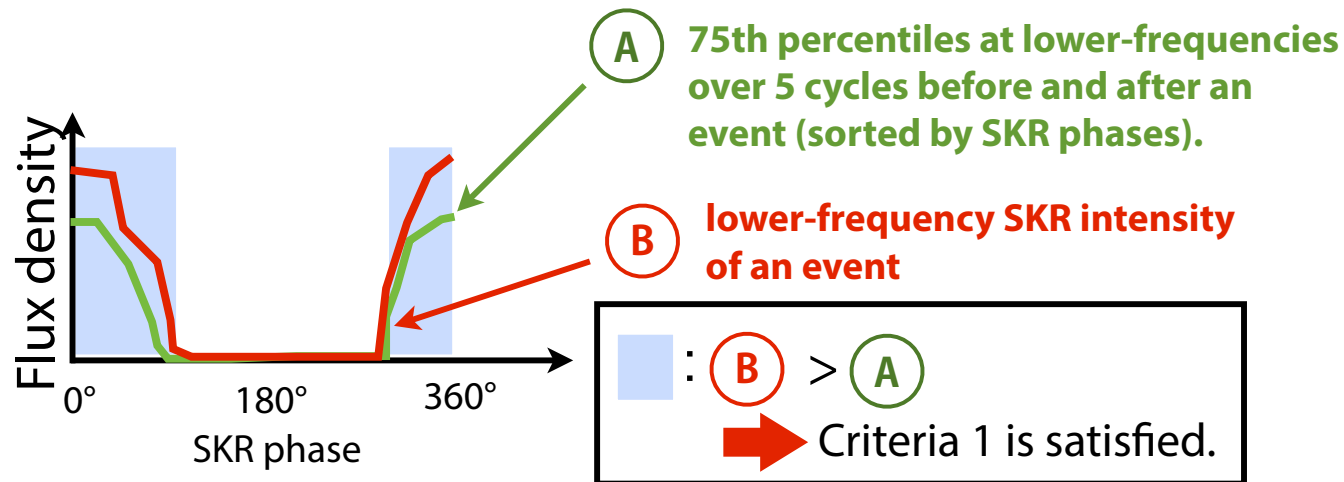 A
75th percentiles at lower-frequencies
over 5 cycles before and after an
event (sorted by SKR phases).
Flux density
B
lower-frequency SKR intensity
of an event
0°
180°
360°
SKR phase
: B > A
Criteria 1 is satisfied.